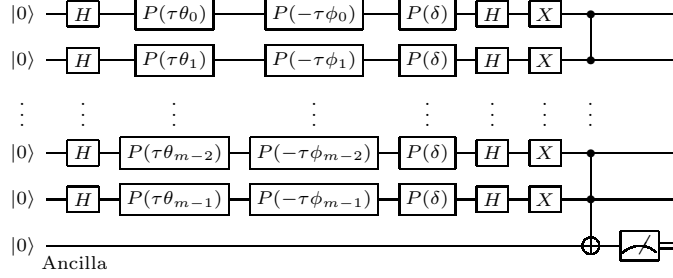 |0⟩ H P(τθ₀) P(−τϕ₀) P(δ) H X
|0⟩ H P(τθ₁) P(−τϕ₁) P(δ) H X
⋮ ⋮ ⋮ ⋮ ⋮ ⋮ ⋮ ⋮
|0⟩ H P(τθₘ₋₂) P(−τϕₘ₋₂) P(δ) H X
|0⟩ H P(τθₘ₋₁) P(−τϕₘ₋₁) P(δ) H X
|0⟩
Ancilla